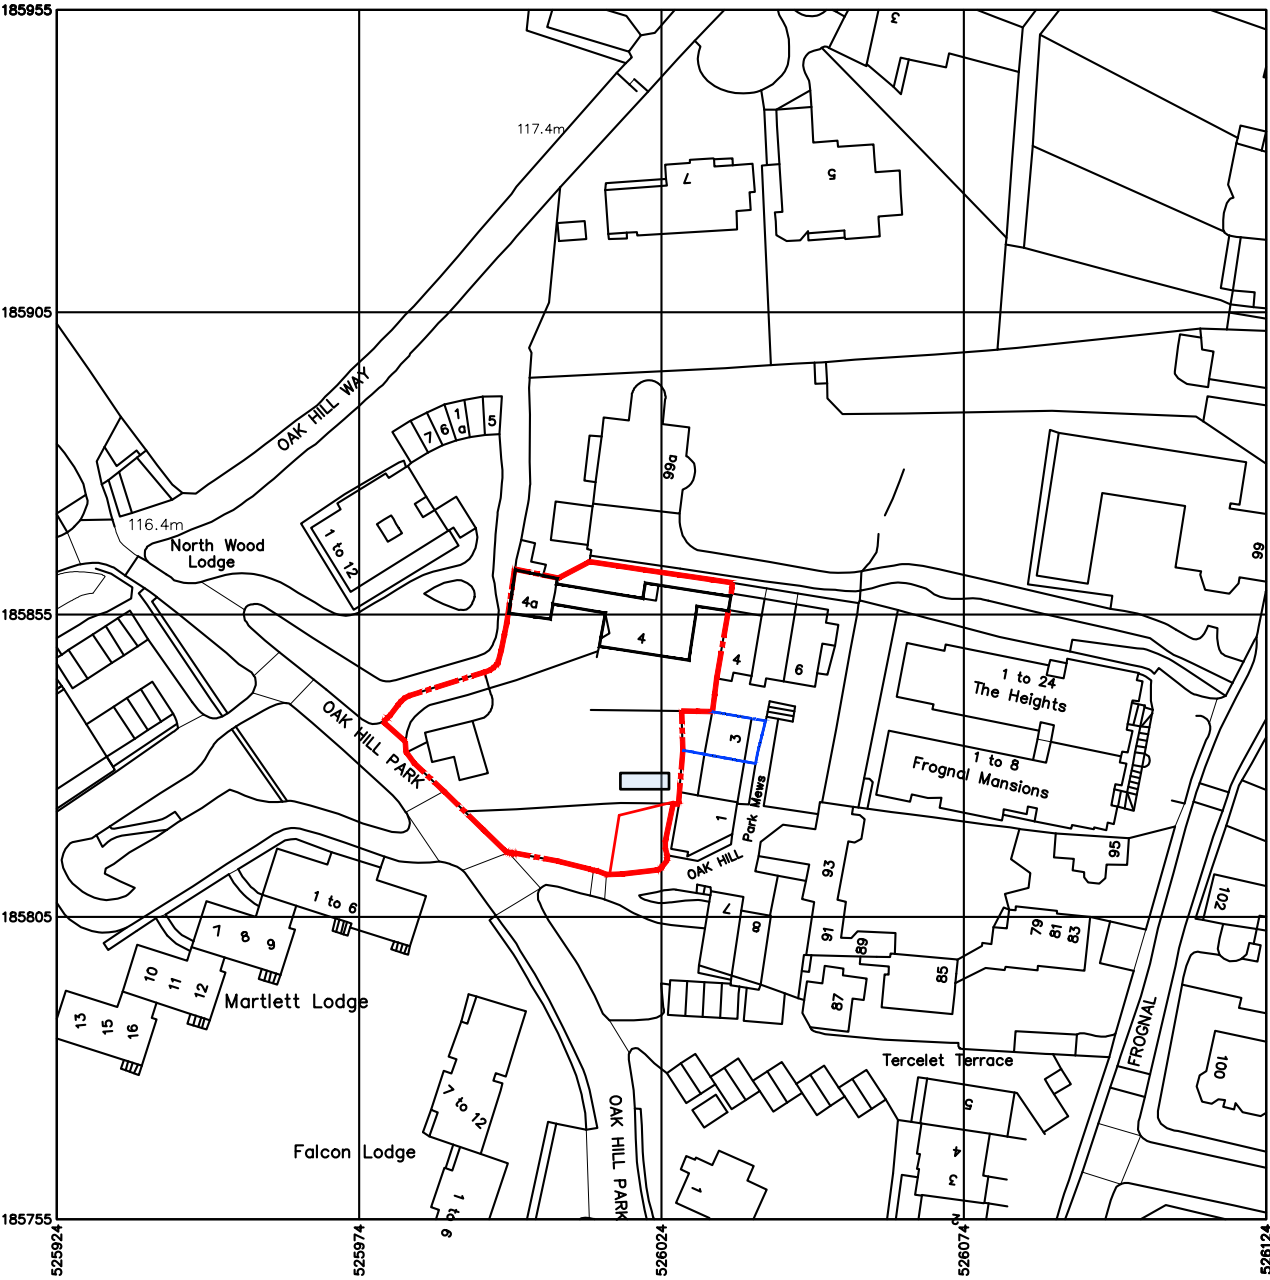 185955
3
117.4m
7
5
185905
OAK HILL WAY
7
6
1
a
5
99a
116.4m
North Wood
Lodge
1 to 12
99
185855
4a
4
4
6
1 to 24
The Heights
OAK HILL PARK
3
1 to 8
Frognal Mansions
1
OAK HILL Park Mews
95
93
1 to 6
102
7
8
9
7
8
91
89
79
81
83
185805
10
11
12
85
87
Martlett Lodge
13
15
16
FROGNAL
Tercelet Terrace
100
7 to 12
OAK HILL PARK
5
Falcon Lodge
4
3
1
1 to 6
2
185755
525924
525974
526024
526074
526124